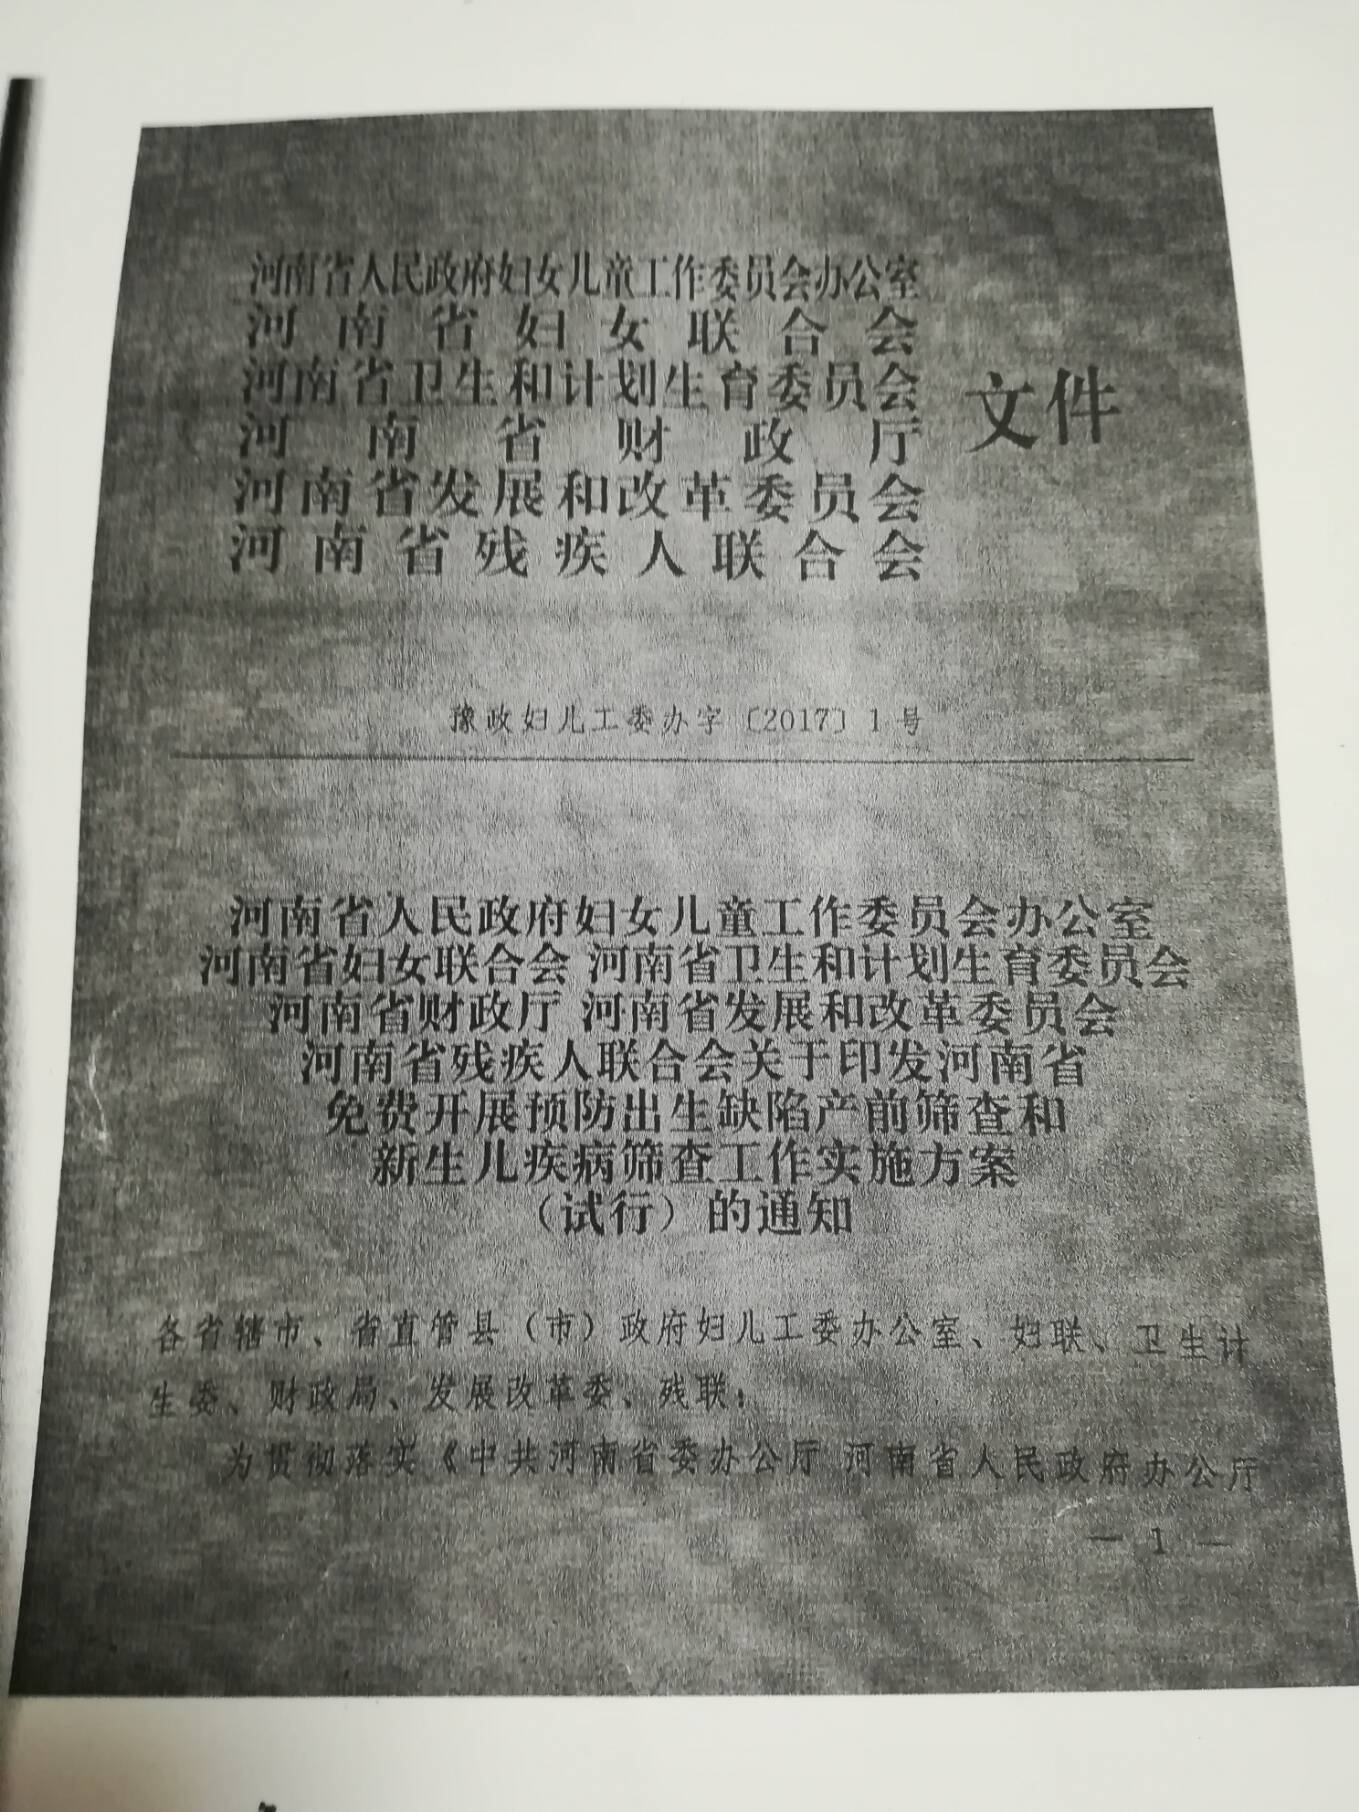 河南省人民政府妇女儿童工作委员会办公室
河南省妇女联合会
河南省卫生和计划生育委员会
河南省财政厅
河南省发展和改革委员会
河南省残疾人联合会
文件
豫政妇儿工委办字〔2017〕1号
河南省人民政府妇女儿童工作委员会办公室
河南省妇女联合会 河南省卫生和计划生育委员会
河南省财政厅 河南省发展和改革委员会
河南省残疾人联合会关于印发河南省
免费开展预防出生缺陷产前筛查和
新生儿疾病筛查工作实施方案
（试行）的通知
各省辖市、省直管县（市）政府妇儿工委办公室、妇联、卫生计
生委、财政局、发展改革委、残联：
为贯彻落实《中共河南省委办公厅 河南省人民政府办公厅
— 1 —